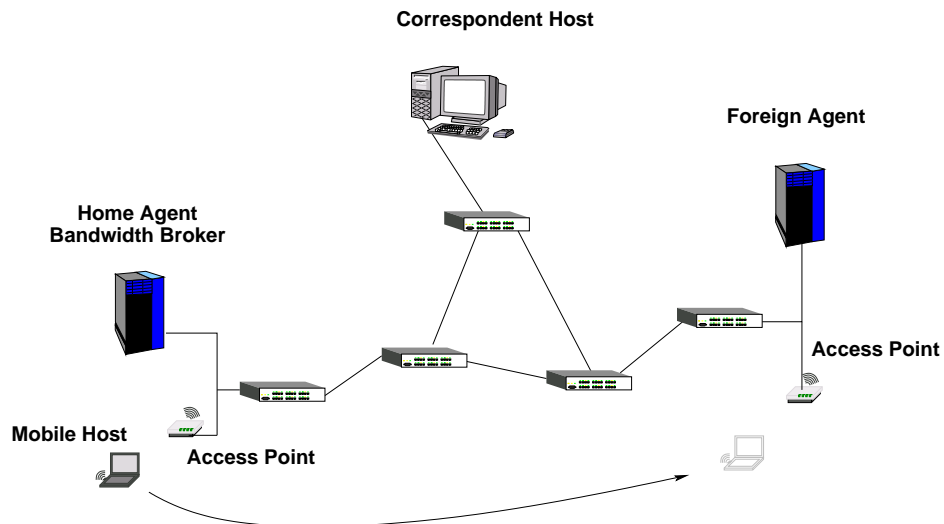 Correspondent Host
Foreign Agent
Home Agent
Bandwidth Broker
Access Point
Mobile Host
Access Point